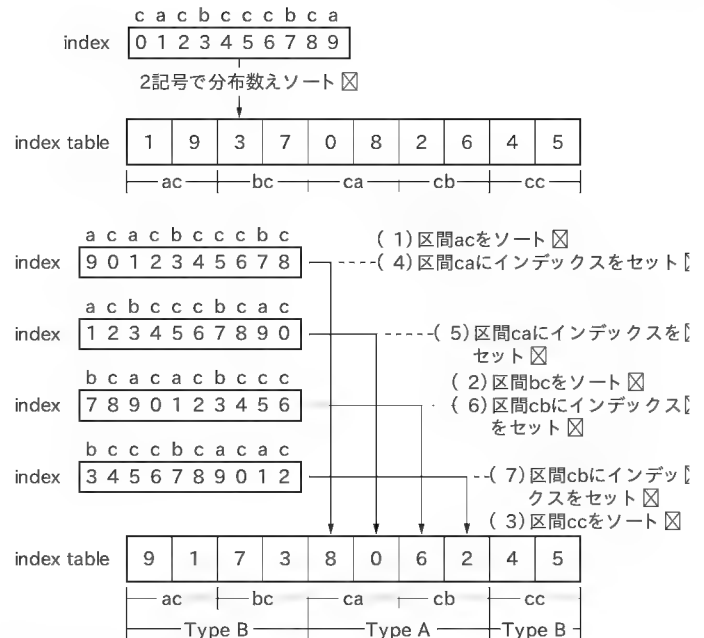 c a c b c c c b c a
index 0 1 2 3 4 5 6 7 8 9
2記号で分布数えソート
index table 1 9 3 7 0 8 2 6 4 5
ac bc ca cb cc
a c a c b c c c b c
index 9 0 1 2 3 4 5 6 7 8
( 1)区間acをソート
( 4)区間caにインデックスをセット
a c b c c c b c a c
index 1 2 3 4 5 6 7 8 9 0
( 5)区間caにインデックスを
セット
b c a c a c b c c c
index 7 8 9 0 1 2 3 4 5 6
( 2)区間bcをソート
( 6)区間cbにインデックス
をセット
b c c c b c a c a c
index 3 4 5 6 7 8 9 0 1 2
( 7)区間cbにインデッ
クスをセット
( 3)区間ccをソート
index table 9 1 7 3 8 0 6 2 4 5
ac bc ca cb cc
Type B Type A Type B